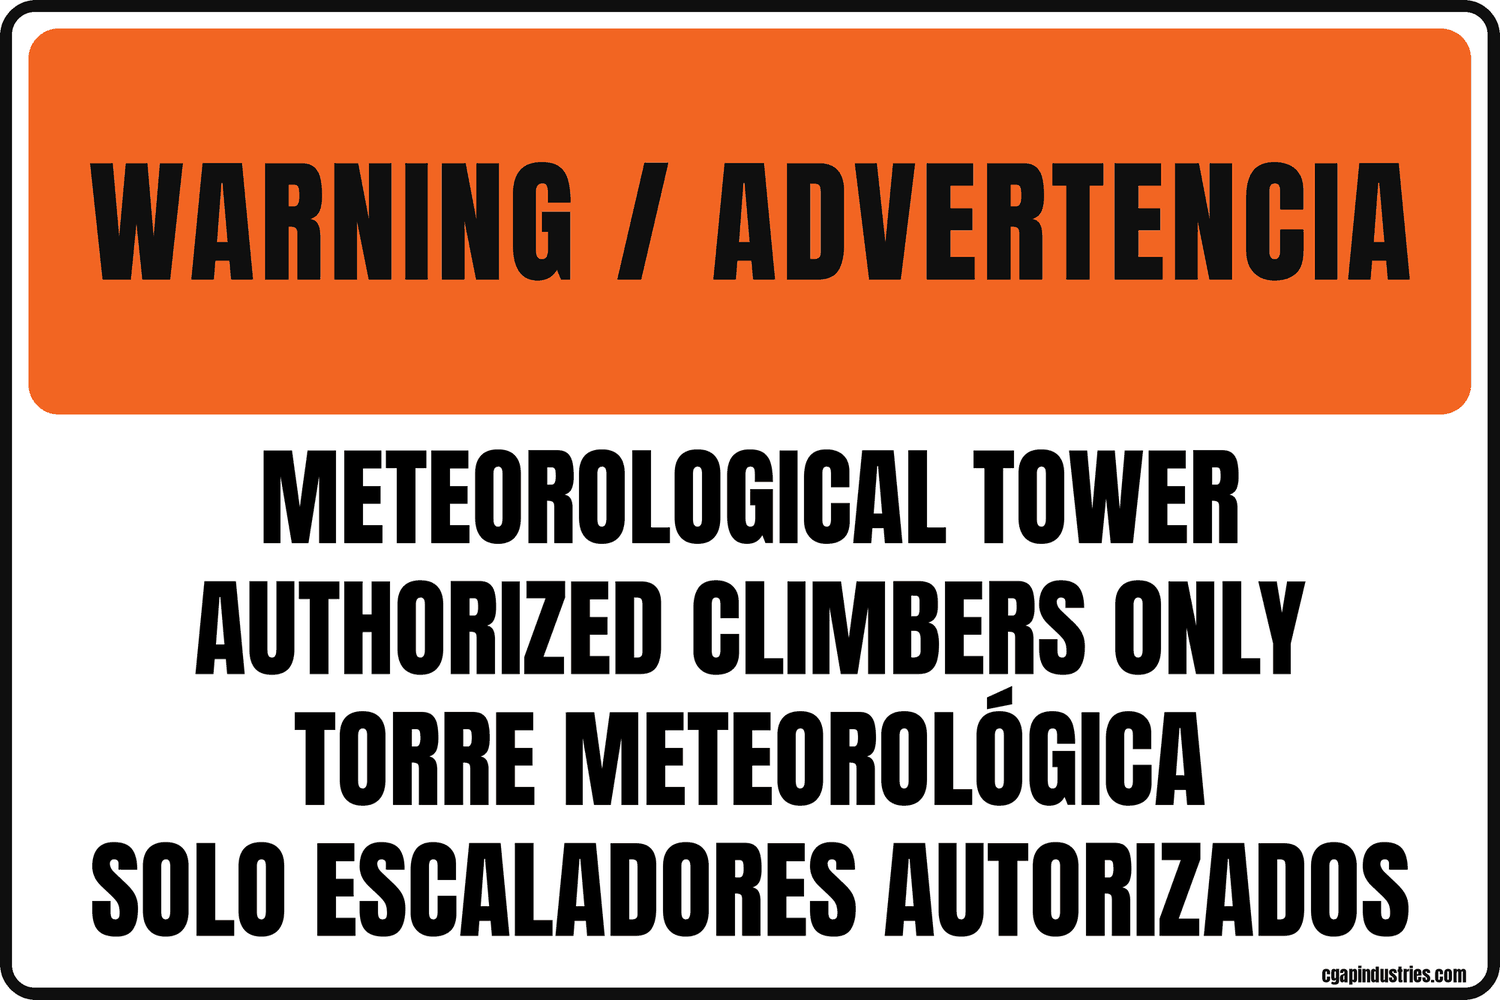 WARNING / ADVERTENCIA
METEOROLOGICAL TOWER
AUTHORIZED CLIMBERS ONLY
TORRE METEOROLÓGICA
SOLO ESCALADORES AUTORIZADOS
cgapindustries.com